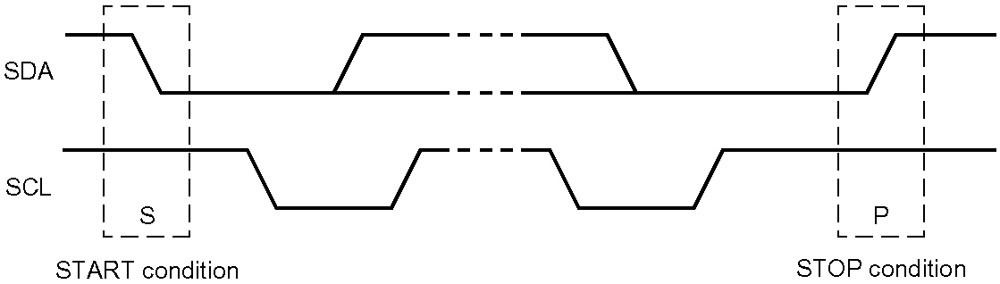 SDA
SCL
S
P
START condition
STOP condition